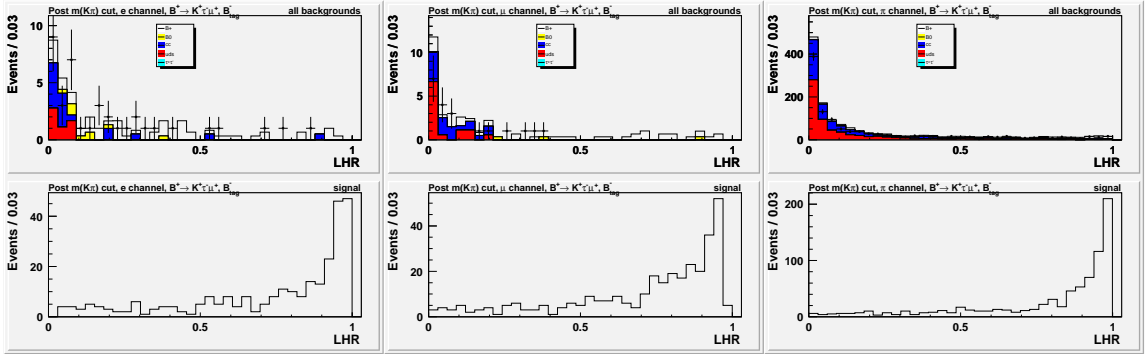 Post m(Kπ) cut, e channel, B⁺→ K⁺τ⁻μ⁺, B⁻tag all backgrounds
Events / 0.03
10
5
0
B+
B0
cc
uds
τ+τ-
0 0.5 1
LHR
Post m(Kπ) cut, μ channel, B⁺→ K⁺τ⁻μ⁺, B⁻tag all backgrounds
Events / 0.03
10
5
0
B+
B0
cc
uds
τ+τ-
0 0.5 1
LHR
Post m(Kπ) cut, π channel, B⁺→ K⁺τ⁻μ⁺, B⁻tag all backgrounds
Events / 0.03
400
200
0
B+
B0
cc
uds
τ+τ-
0 0.5 1
LHR
Post m(Kπ) cut, e channel, B⁺→ K⁺τ⁻μ⁺, B⁻tag signal
Events / 0.03
40
20
0
0 0.5 1
LHR
Post m(Kπ) cut, μ channel, B⁺→ K⁺τ⁻μ⁺, B⁻tag signal
Events / 0.03
40
20
0
0 0.5 1
LHR
Post m(Kπ) cut, π channel, B⁺→ K⁺τ⁻μ⁺, B⁻tag signal
Events / 0.03
200
100
0
0 0.5 1
LHR